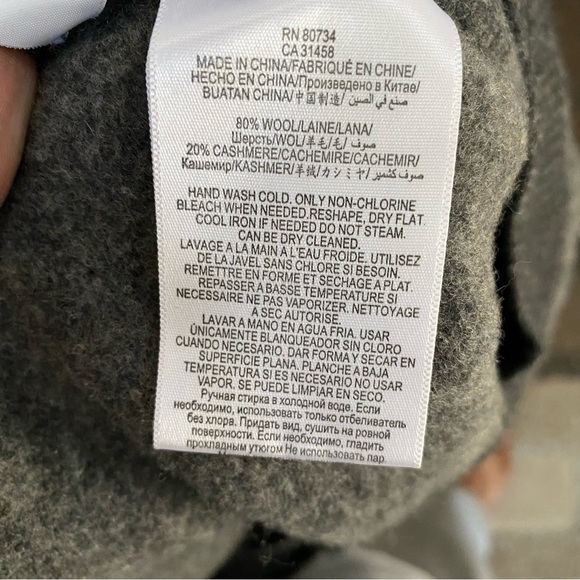 RN 80734
CA 31458
MADE IN CHINA/FABRIQUÉ EN CHINE/
HECHO EN CHINA/Произведено в Китае/
BUATAN CHINA/中国制造/ صنع في الصين
80% WOOL/LAINE/LANA/
Шерсть/WOL/羊毛/毛/ صوف/
20% CASHMERE/CACHEMIRE/CACHEMIR/
Кашемир/KASHMER/羊绒/カシミヤ/ صوف كشمير
HAND WASH COLD. ONLY NON-CHLORINE
BLEACH WHEN NEEDED.RESHAPE, DRY FLAT.
COOL IRON IF NEEDED DO NOT STEAM.
CAN BE DRY CLEANED.
LAVAGE A LA MAIN A L'EAU FROIDE. UTILISEZ
DE LA JAVEL SANS CHLORE SI BESOIN.
REMETTRE EN FORME ET SECHAGE A PLAT.
REPASSER A BASSE TEMPERATURE SI
NECESSAIRE NE PAS VAPORIZER. NETTOYAGE
A SEC AUTORISE.
LAVAR A MANO EN AGUA FRIA. USAR
ÚNICAMENTE BLANQUEADOR SIN CLORO
CUANDO NECESARIO. DAR FORMA Y SECAR EN
SUPERFICIE PLANA. PLANCHE A BAJA
TEMPERATURA SI ES NECESARIO NO USAR
VAPOR. SE PUEDE LIMPIAR EN SECO.
Ручная стирка в холодной воде. Если
необходимо, использовать только отбеливатель
без хлора. Придать вид, сушить на ровной
поверхности. Если необходимо, гладить
прохладным утюгом Не использовать пар.